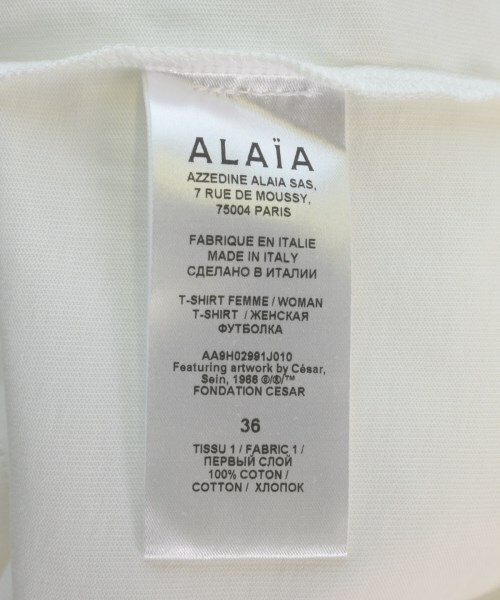 ALAÏA
AZZEDINE ALAIA SAS,
7 RUE DE MOUSSY,
75004 PARIS
FABRIQUE EN ITALIE
MADE IN ITALY
СДЕЛАНО В ИТАЛИИ
T-SHIRT FEMME / WOMAN
T-SHIRT / ЖЕНСКАЯ
ФУТБОЛКА
AA9H02991J010
Featuring artwork by César,
Sein, 1966 ®/®/™
FONDATION CESAR
36
TISSU 1 / FABRIC 1 /
ПЕРВЫЙ СЛОЙ
100% COTON /
COTTON / ХЛОПОК